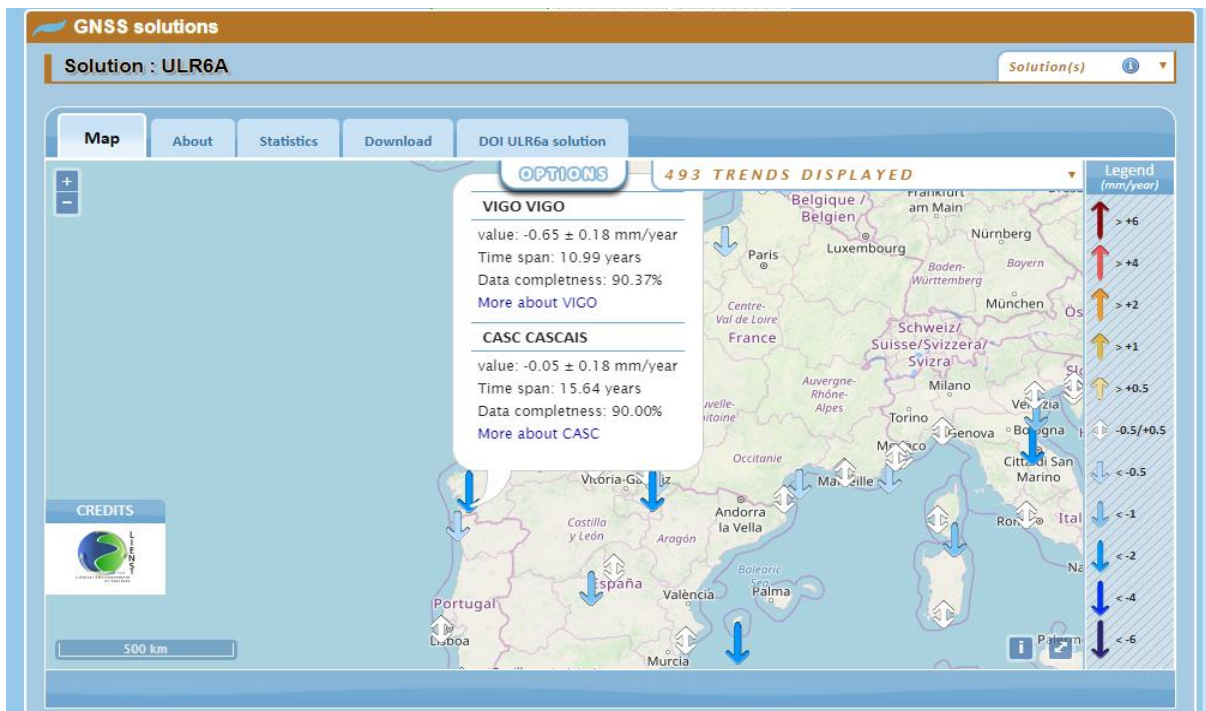 GNSS solutions
Solution : ULR6A
Solution(s)
Map
About
Statistics
Download
DOI ULR6a solution
+
−
OPTIONS
493 TRENDS DISPLAYED
Legend
(mm/year)
> +6
> +4
> +2
> +1
> +0.5
-0.5/+0.5
< -0.5
< -1
< -2
< -4
< -6
VIGO VIGO
value: -0.65 ± 0.18 mm/year
Time span: 10.99 years
Data completness: 90.37%
More about VIGO
CASC CASCAIS
value: -0.05 ± 0.18 mm/year
Time span: 15.64 years
Data completness: 90.00%
More about CASC
Belgique /
Belgien
Frankfurt
am Main
Nürnberg
Paris
Luxembourg
Baden-
Württemberg
Bayern
Centre-
Val de Loire
France
München
Schweiz/
Suisse/Svizzera/
Svizra
Auvergne-
Rhône-
Alpes
Milano
Torino
Genova
Occitanie
Marseille
Citta di San
Marino
Andorra
la Vella
Castilla
y León
Aragón
España
València
Balearic
Sea
Palma
Portugal
Lisboa
Murcia
CREDITS
LIENSs
500 km
i